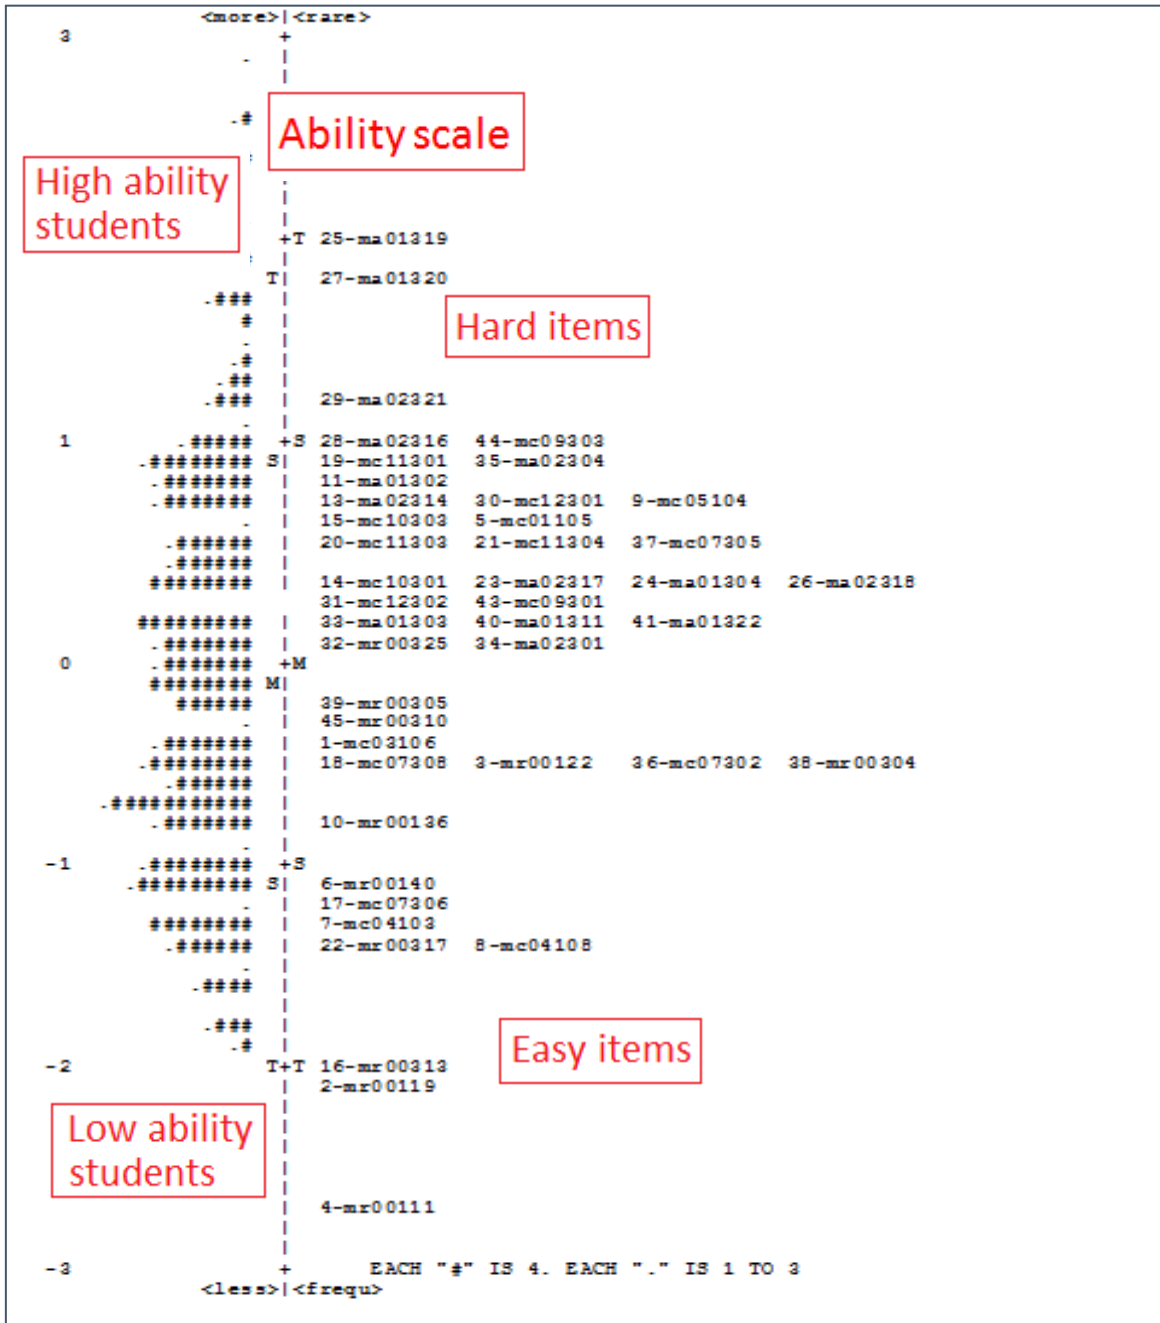 <more>|<rare>
3 +
. |
|
.#
Ability scale
High ability
students
|
|
+T 25-ma01319
|
T| 27-ma01320
.### |
# |
. |
Hard items
.# |
.## |
.### | 29-ma02321
. |
1 .##### +S 28-ma02316 44-mc09303
.######## S| 19-mc11301 35-ma02304
.####### | 11-ma01302
.####### | 13-ma02314 30-mc12301 9-mc05104
. | 15-mc10303 5-mc01105
.###### | 20-mc11303 21-mc11304 37-mc07305
.###### |
######## | 14-mc10301 23-ma02317 24-ma01304 26-ma02318
31-mc12302 43-mc09301
######### | 33-ma01303 40-ma01311 41-ma01322
.####### | 32-mr00325 34-ma02301
0 .####### +M
######## M|
###### | 39-mr00305
. | 45-mr00310
.####### | 1-mc03106
.######## | 18-mc07308 3-mr00122 36-mc07302 38-mr00304
.###### |
.########### |
.####### | 10-mr00136
. |
-1 .######## +S
.######### S| 6-mr00140
. | 17-mc07306
######## | 7-mc04103
.###### | 22-mr00317 8-mc04108
. |
.#### |
|
.### |
.# |
Easy items
-2 T+T 16-mr00313
| 2-mr00119
|
Low ability
students
|
|
|
|
| 4-mr00111
|
|
-3 + EACH "#" IS 4. EACH "." IS 1 TO 3
<less>|<frequ>